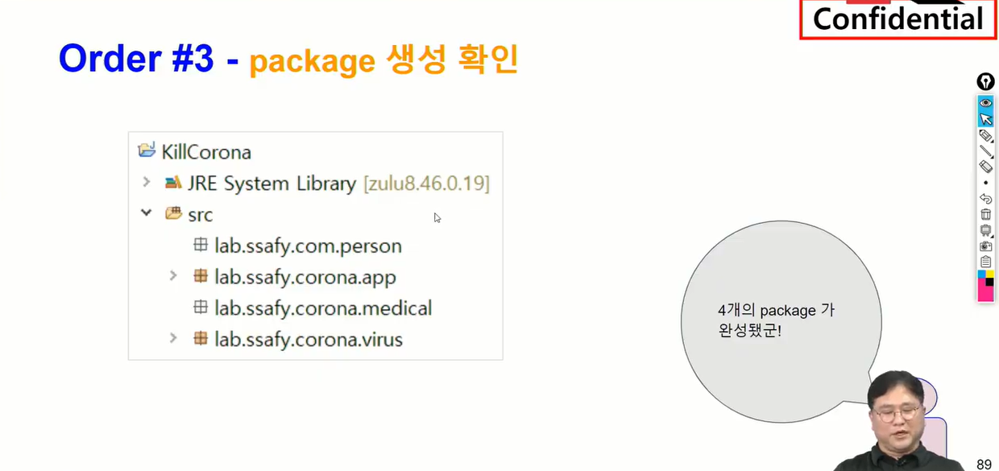 Confidential
Order #3 - package 생성 확인
KillCorona
JRE System Library [zulu8.46.0.19]
src
lab.ssafy.com.person
lab.ssafy.corona.app
lab.ssafy.corona.medical
lab.ssafy.corona.virus
4개의 package 가
완성됐군!
89